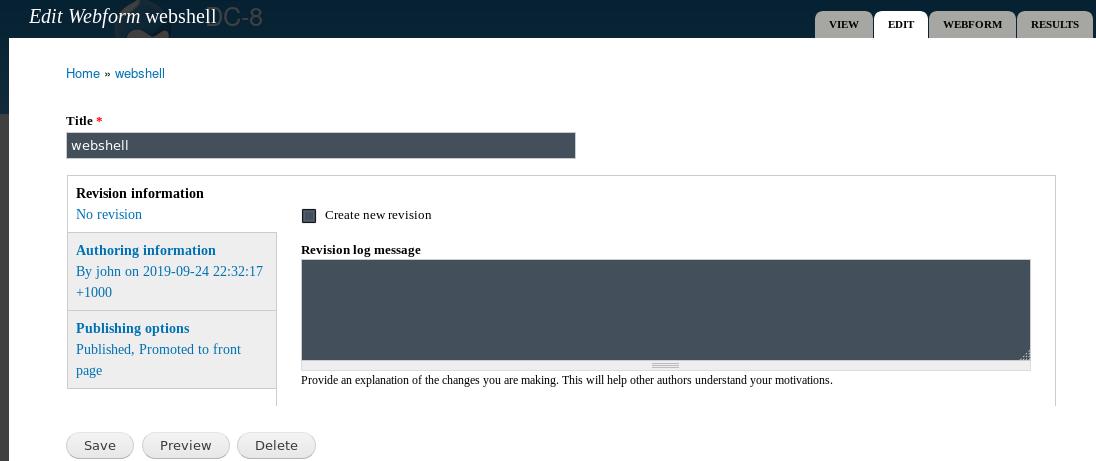 Edit Webform webshell
DC-8
VIEW EDIT WEBFORM RESULTS
Home » webshell
Title *
webshell
Revision information
No revision
Authoring information
By john on 2019-09-24 22:32:17
+1000
Publishing options
Published, Promoted to front
page
Create new revision
Revision log message
Provide an explanation of the changes you are making. This will help other authors understand your motivations.
Save Preview Delete